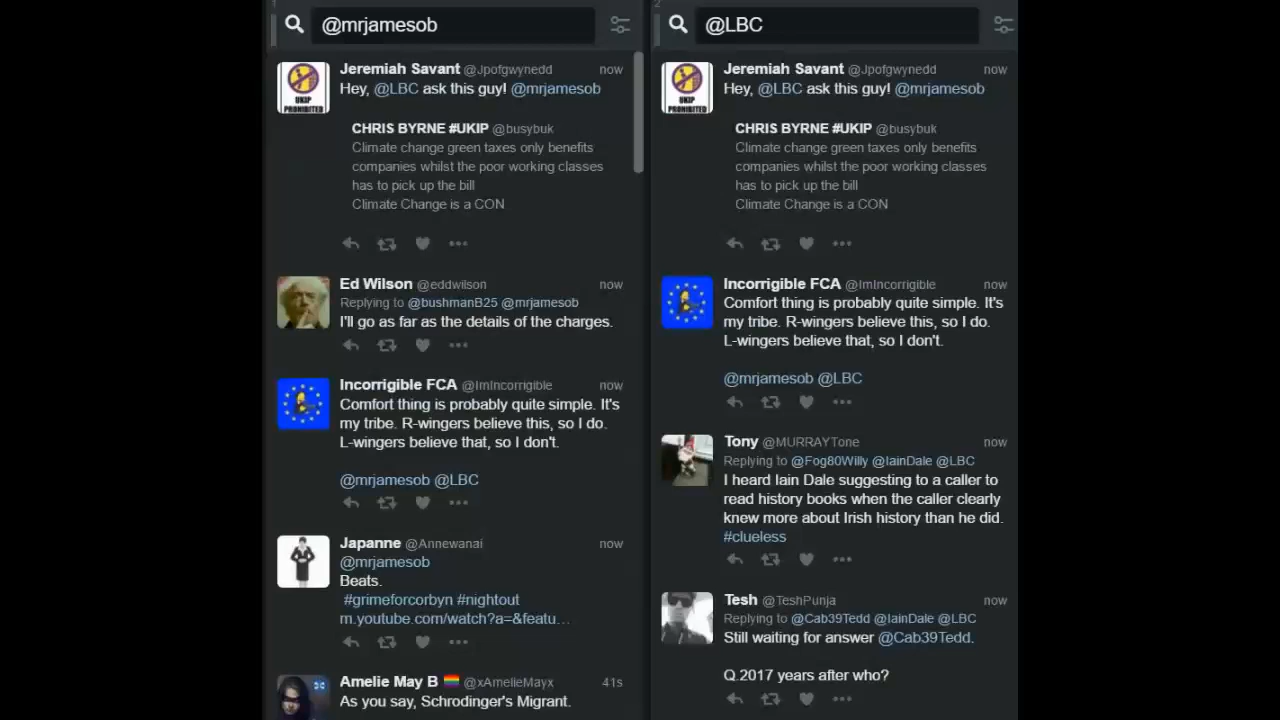 1
@mrjamesob
Jeremiah Savant @Jpofgwynedd now
Hey, @LBC ask this guy! @mrjamesob
UKIP
PROHIBITED
CHRIS BYRNE #UKIP @busybuk
Climate change green taxes only benefits
companies whilst the poor working classes
has to pick up the bill
Climate Change is a CON
Ed Wilson @eddwilson now
Replying to @bushmanB25 @mrjamesob
I'll go as far as the details of the charges.
Incorrigible FCA @ImIncorrigible now
Comfort thing is probably quite simple. It's
my tribe. R-wingers believe this, so I do.
L-wingers believe that, so I don't.
@mrjamesob @LBC
Japanne @Annewanai now
@mrjamesob
Beats.
#grimeforcorbyn #nightout
m.youtube.com/watch?a=&featu…
Amelie May B @xAmelieMayx 41s
As you say, Schrodinger's Migrant.
2
@LBC
Jeremiah Savant @Jpofgwynedd now
Hey, @LBC ask this guy! @mrjamesob
UKIP
PROHIBITED
CHRIS BYRNE #UKIP @busybuk
Climate change green taxes only benefits
companies whilst the poor working classes
has to pick up the bill
Climate Change is a CON
Incorrigible FCA @ImIncorrigible now
Comfort thing is probably quite simple. It's
my tribe. R-wingers believe this, so I do.
L-wingers believe that, so I don't.
@mrjamesob @LBC
Tony @MURRAYTone now
Replying to @Fog80Willy @IainDale @LBC
I heard Iain Dale suggesting to a caller to
read history books when the caller clearly
knew more about Irish history than he did.
#clueless
Tesh @TeshPunja now
Replying to @Cab39Tedd @IainDale @LBC
Still waiting for answer @Cab39Tedd.
Q.2017 years after who?